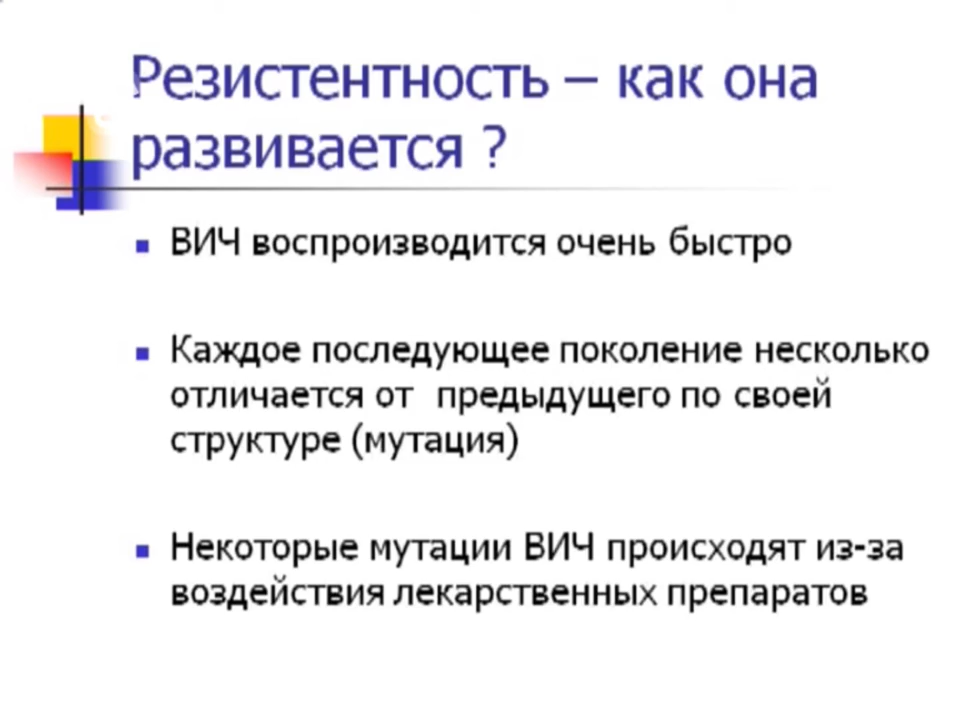 Резистентность – как она
развивается ?
ВИЧ воспроизводится очень быстро
Каждое последующее поколение несколько
отличается от предыдущего по своей
структуре (мутация)
Некоторые мутации ВИЧ происходят из-за
воздействия лекарственных препаратов